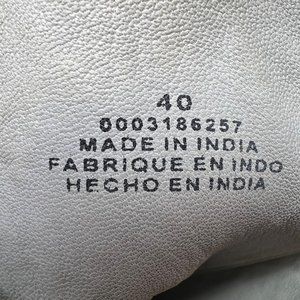 40
0003186257
MADE IN INDIA
FABRIQUE EN INDO
HECHO EN INDIA